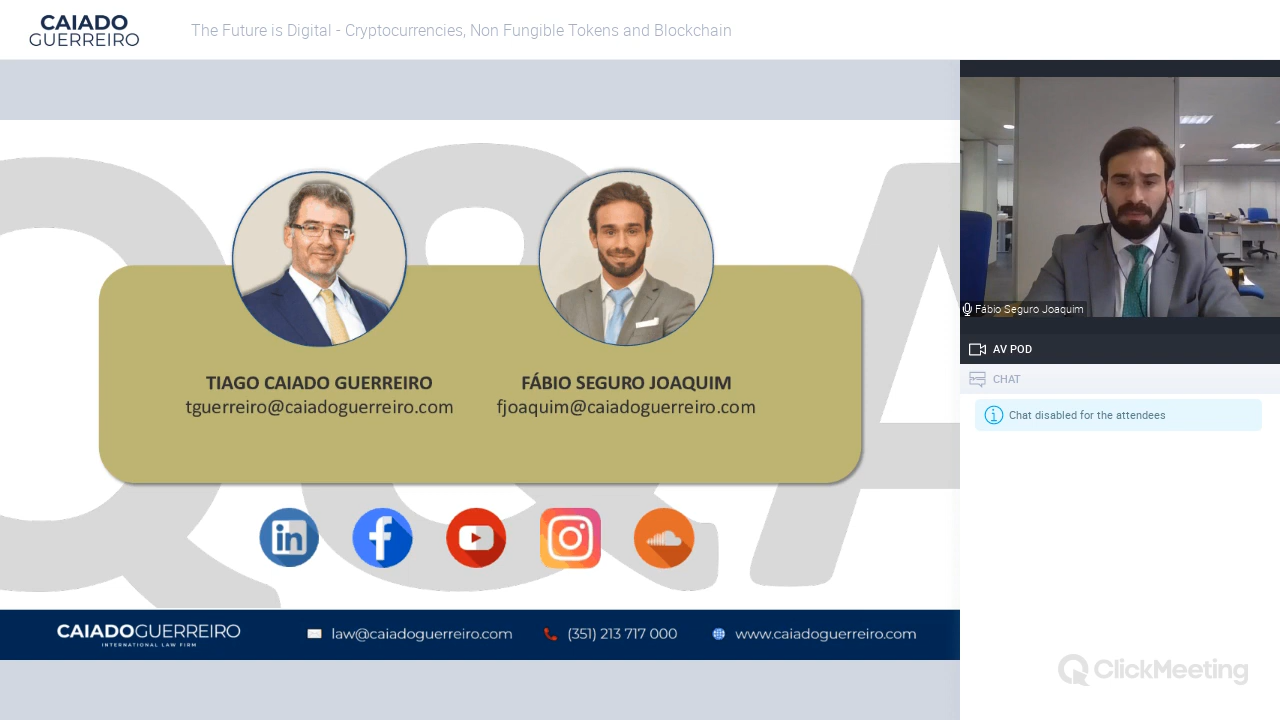 CAIADO
GUERREIRO
The Future is Digital - Cryptocurrencies, Non Fungible Tokens and Blockchain
Q&A
TIAGO CAIADO GUERREIRO
tguerreiro@caiadoguerreiro.com
FÁBIO SEGURO JOAQUIM
fjoaquim@caiadoguerreiro.com
in
f
CAIADOGUERREIRO
INTERNATIONAL LAW FIRM
law@caiadoguerreiro.com
(351) 213 717 000
www.caiadoguerreiro.com
Fábio Seguro Joaquim
AV POD
CHAT
Chat disabled for the attendees
ClickMeeting